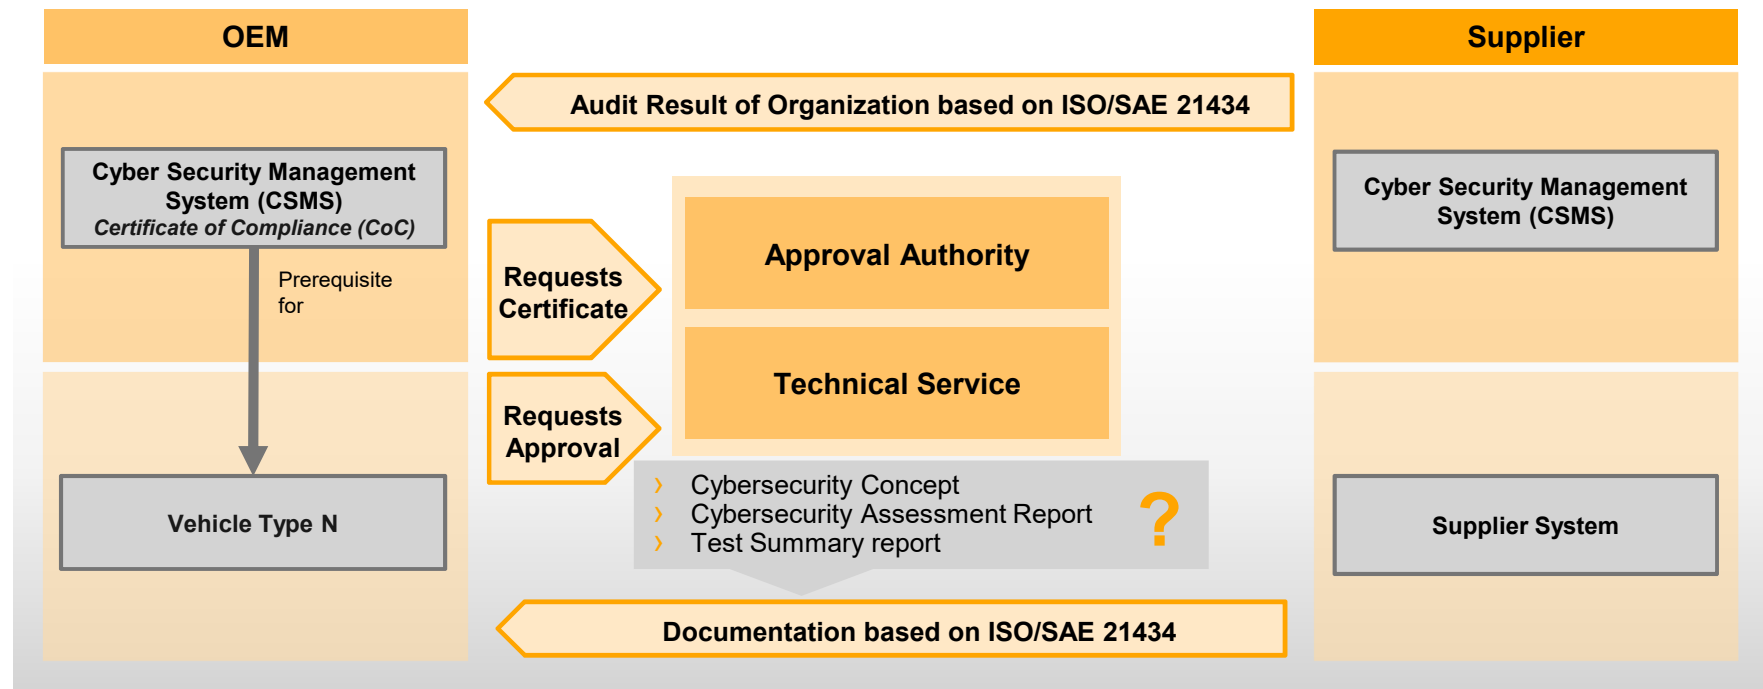 OEM
Supplier
Audit Result of Organization based on ISO/SAE 21434
Cyber Security Management
System (CSMS)
Certificate of Compliance (CoC)
Prerequisite
for
Vehicle Type N
Requests
Certificate
Requests
Approval
Approval Authority
Technical Service
› Cybersecurity Concept
› Cybersecurity Assessment Report
› Test Summary report
?
Documentation based on ISO/SAE 21434
Cyber Security Management
System (CSMS)
Supplier System